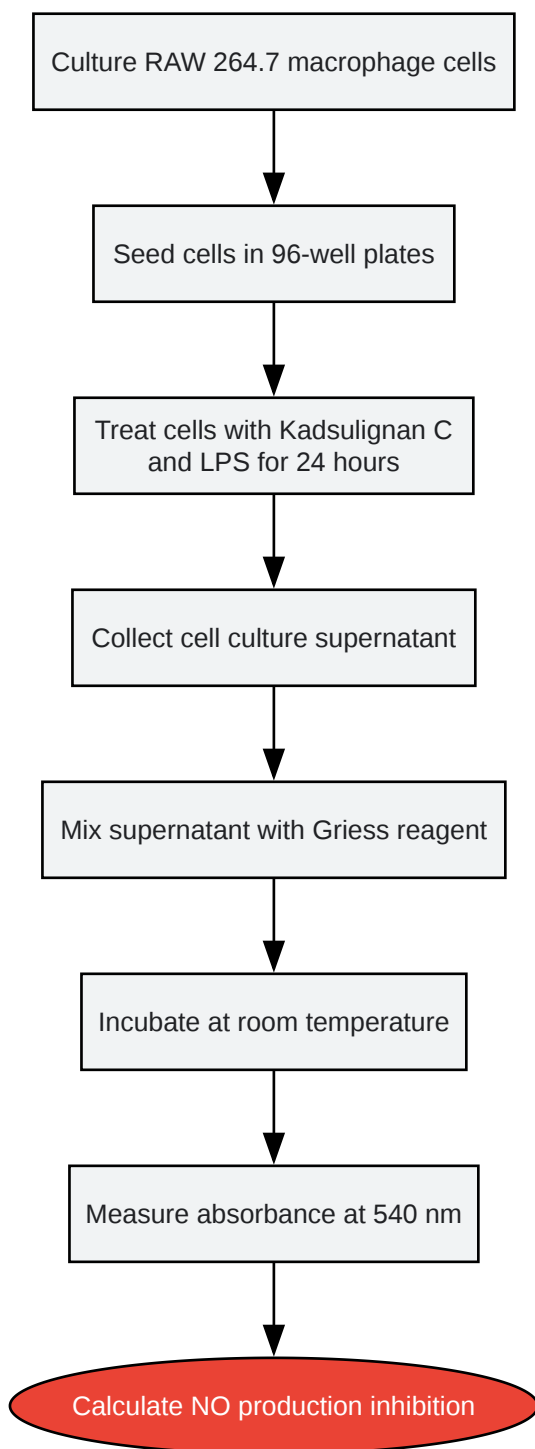 Culture RAW 264.7 macrophage cells
Seed cells in 96-well plates
Treat cells with Kadsulignan C
and LPS for 24 hours
Collect cell culture supernatant
Mix supernatant with Griess reagent
Incubate at room temperature
Measure absorbance at 540 nm
Calculate NO production inhibition